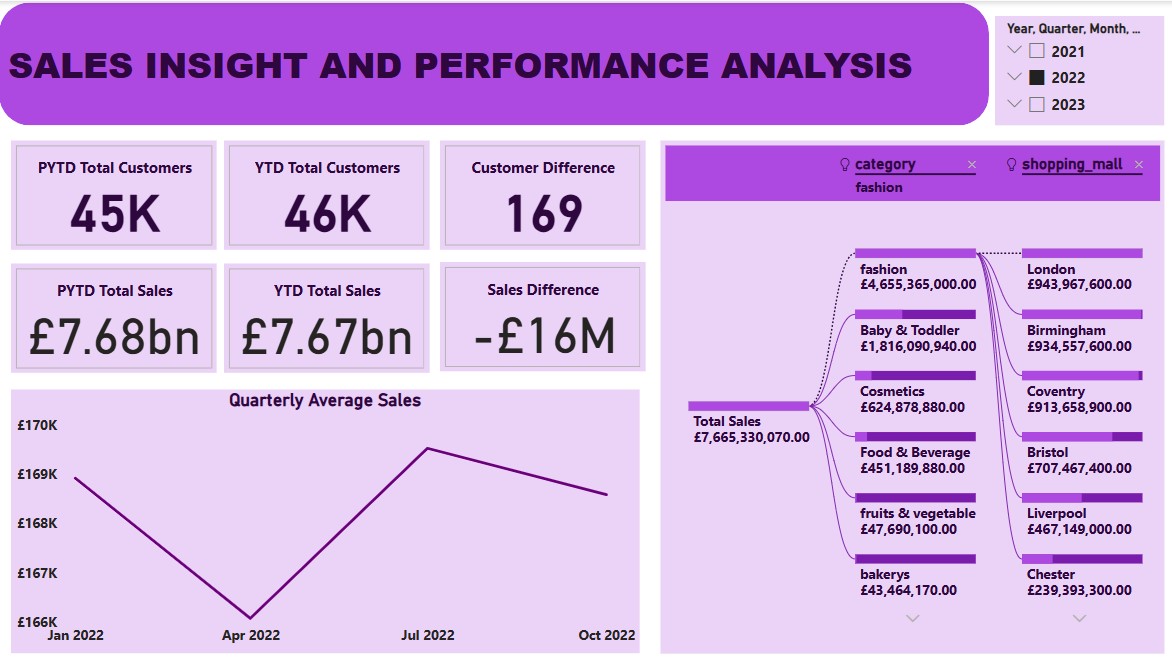 SALES INSIGHT AND PERFORMANCE ANALYSIS
Year, Quarter, Month, ...
2021
2022
2023
PYTD Total Customers
45K
YTD Total Customers
46K
Customer Difference
169
PYTD Total Sales
£7.68bn
YTD Total Sales
£7.67bn
Sales Difference
-£16M
Quarterly Average Sales
£170K
£169K
£168K
£167K
£166K
Jan 2022
Apr 2022
Jul 2022
Oct 2022
category
fashion
shopping_mall
Total Sales
£7,665,330,070.00
fashion
£4,655,365,000.00
Baby & Toddler
£1,816,090,940.00
Cosmetics
£624,878,880.00
Food & Beverage
£451,189,880.00
fruits & vegetable
£47,690,100.00
bakerys
£43,464,170.00
London
£943,967,600.00
Birmingham
£934,557,600.00
Coventry
£913,658,900.00
Bristol
£707,467,400.00
Liverpool
£467,149,000.00
Chester
£239,393,300.00